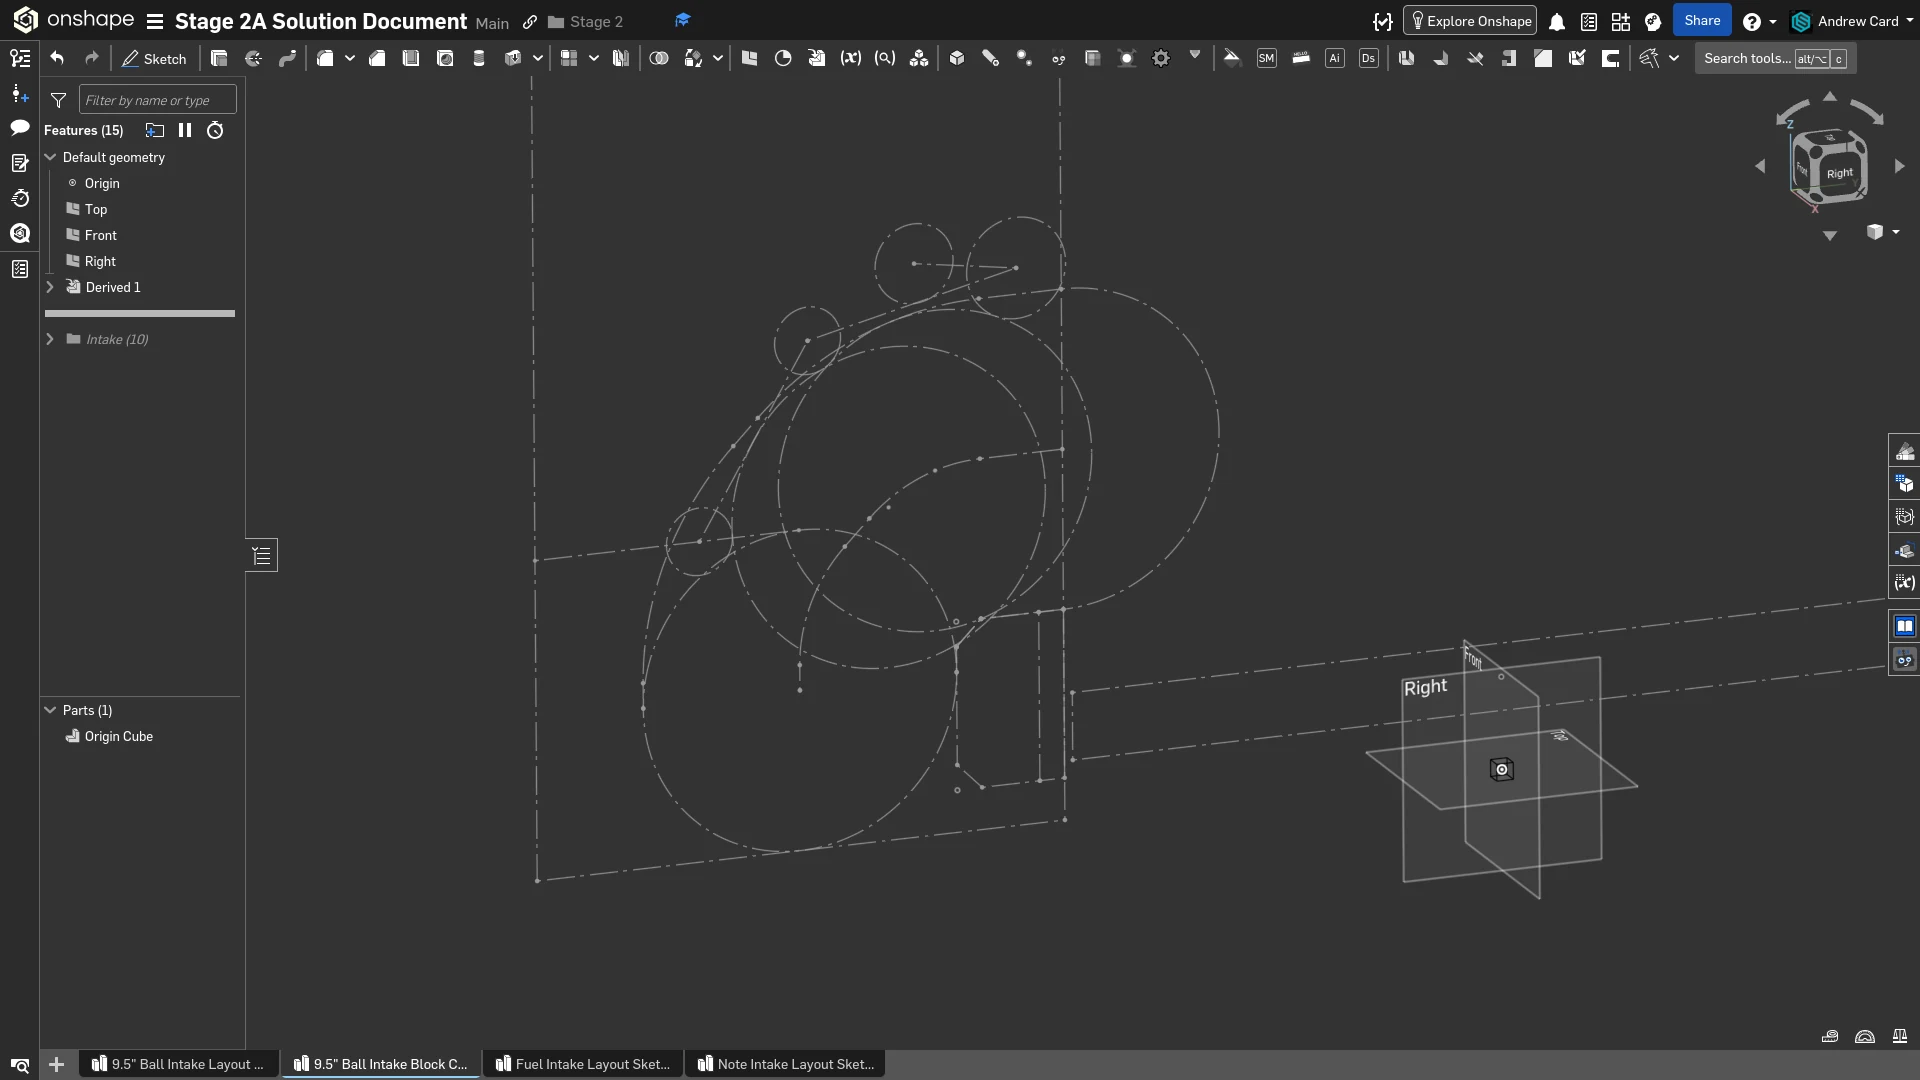 onshape Stage 2A Solution Document Main Stage 2
Explore Onshape Share Andrew Card
Sketch SM HELLO Ai Ds Search tools... alt/⌥ c
Filter by name or type
Features (15)
Default geometry
Origin
Top
Front
Right
Derived 1
Intake (10)
Parts (1)
Origin Cube
Z
Front
Right
Y
X
Front
Right
Top
9.5" Ball Intake Layout ... 9.5" Ball Intake Block C... Fuel Intake Layout Sket... Note Intake Layout Sket...